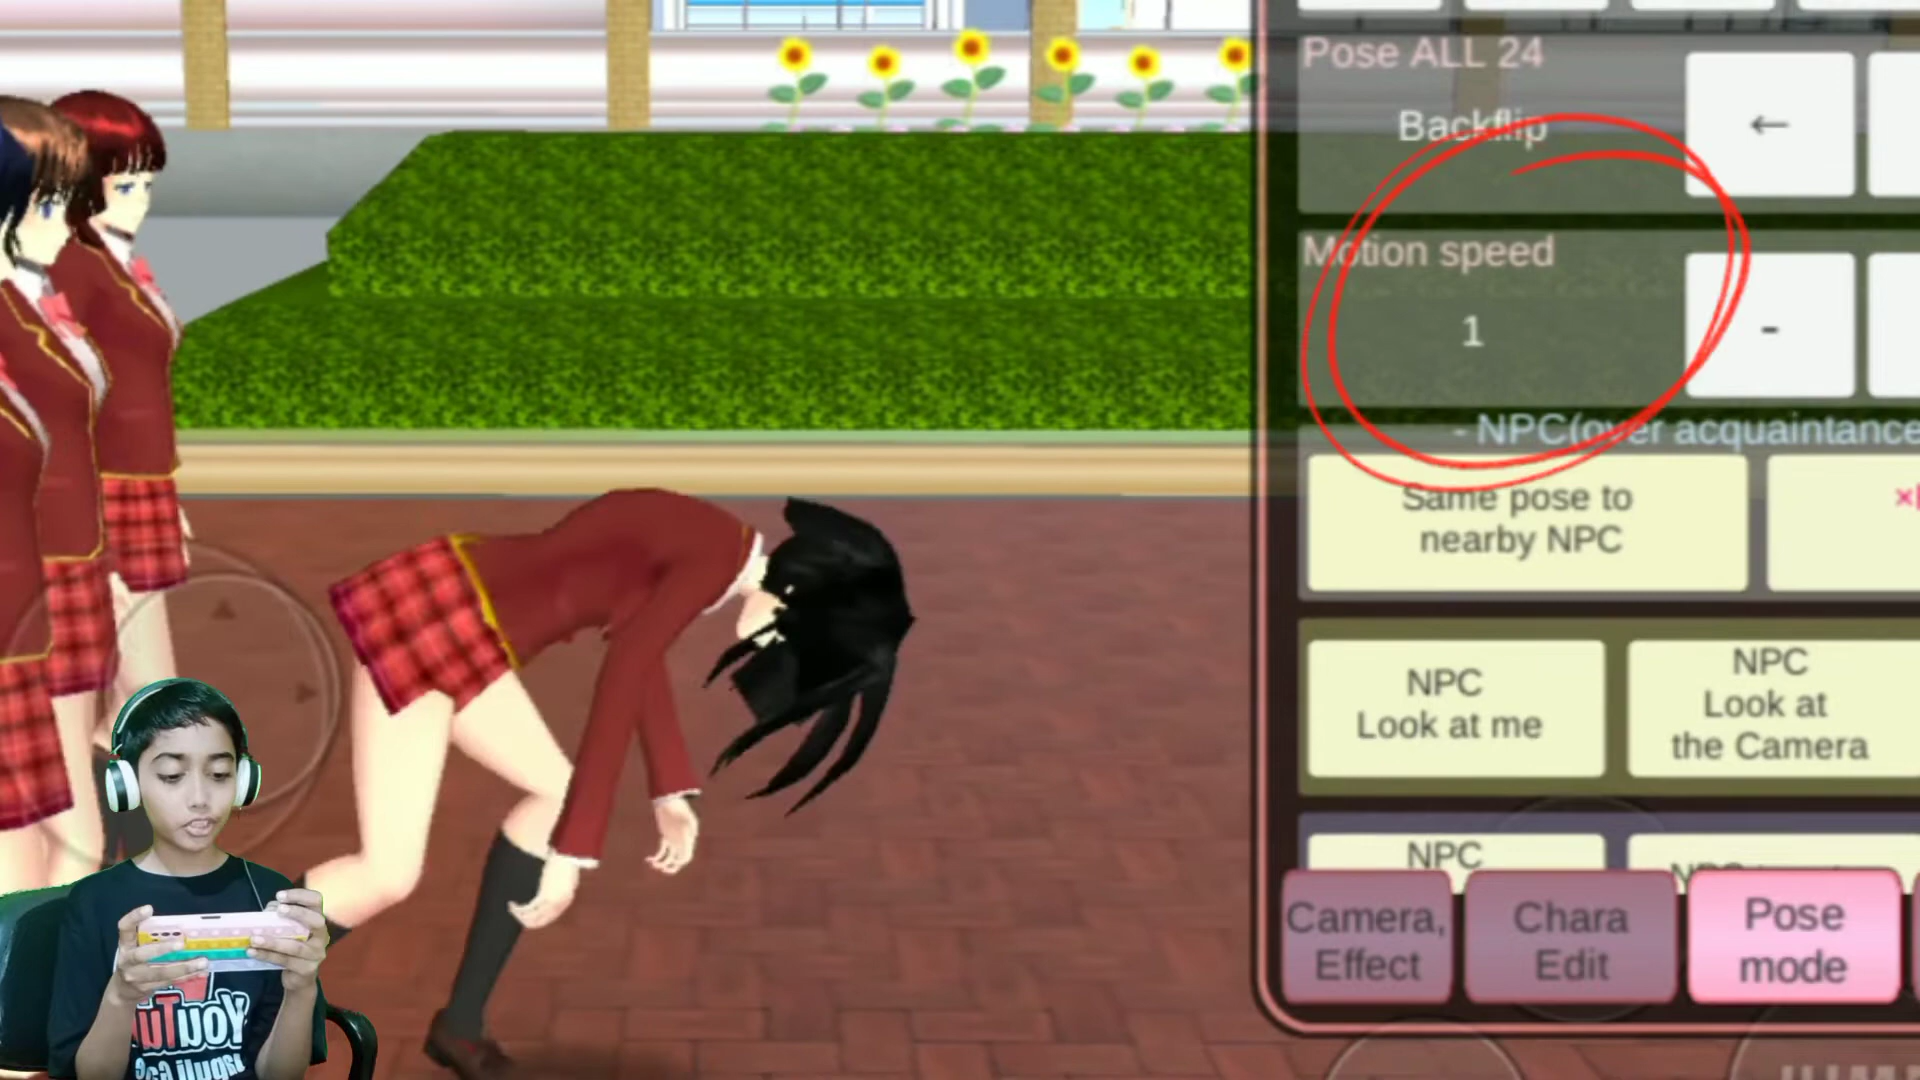 Pose ALL 24
Backflip
←
Motion speed
1
-
- NPC(over acquaintance
Same pose to
nearby NPC
NPC
Look at me
NPC
Look at
the Camera
NPC
Camera,
Effect
Chara
Edit
Pose
mode
YouTu